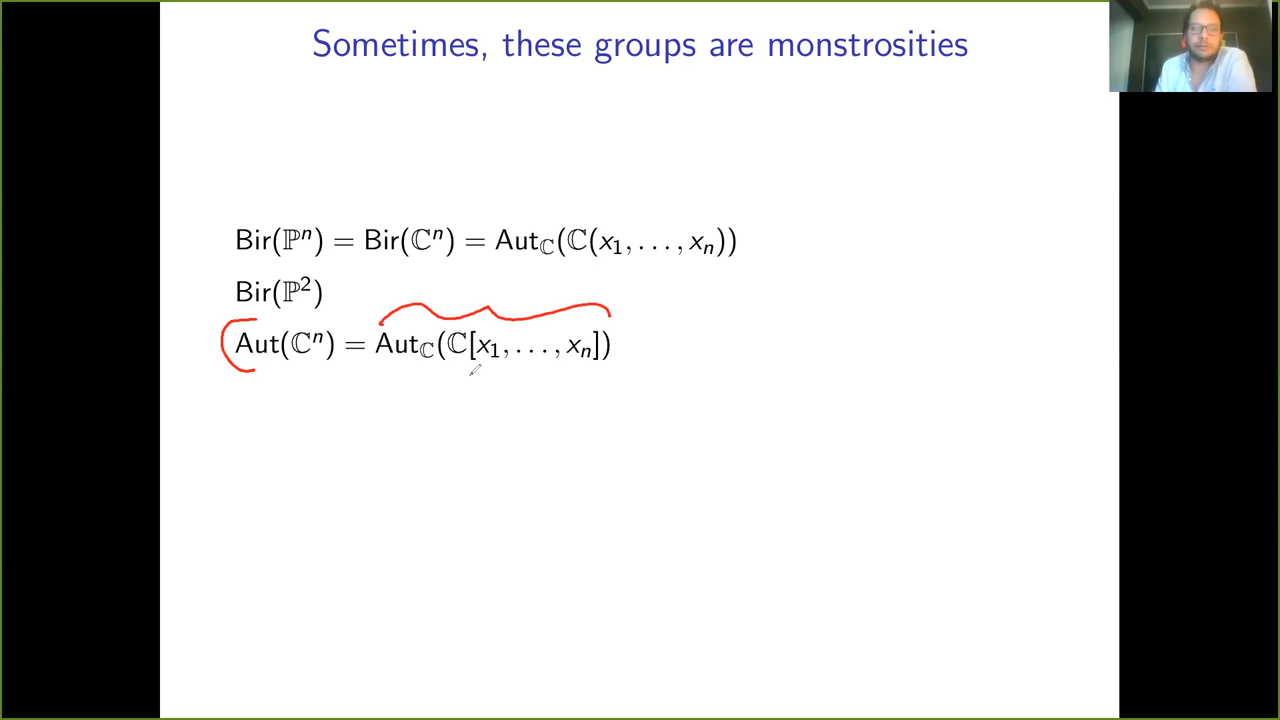 Sometimes, these groups are monstrosities
Bir(ℙⁿ) = Bir(ℂⁿ) = Aut_ℂ(ℂ(x₁, . . . , xₙ))
Bir(ℙ²)
Aut(ℂⁿ) = Aut_ℂ(ℂ[x₁, . . . , xₙ])